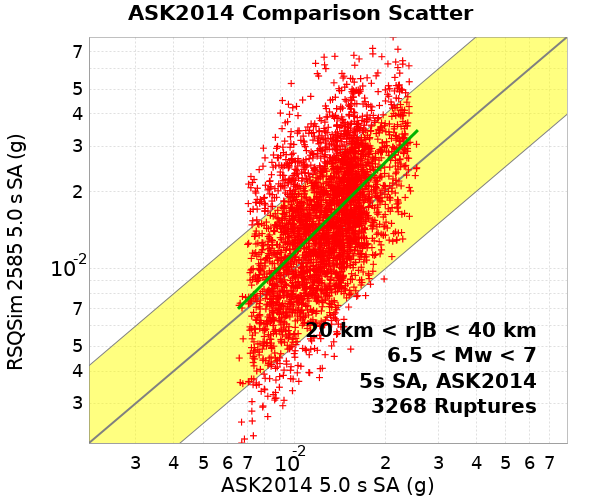 ASK2014 Comparison Scatter
RSQSim 2585 5.0 s SA (g)
7
5
4
3
2
10-2
7
5
4
3
20 km < rJB < 40 km
6.5 < Mw < 7
5s SA, ASK2014
3268 Ruptures
3 4 5 6 7 10-2 2 3 4 5 6 7
ASK2014 5.0 s SA (g)